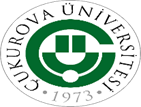 ÇUKUROVA ÜNİVERSİTESİ
· 1973 ·